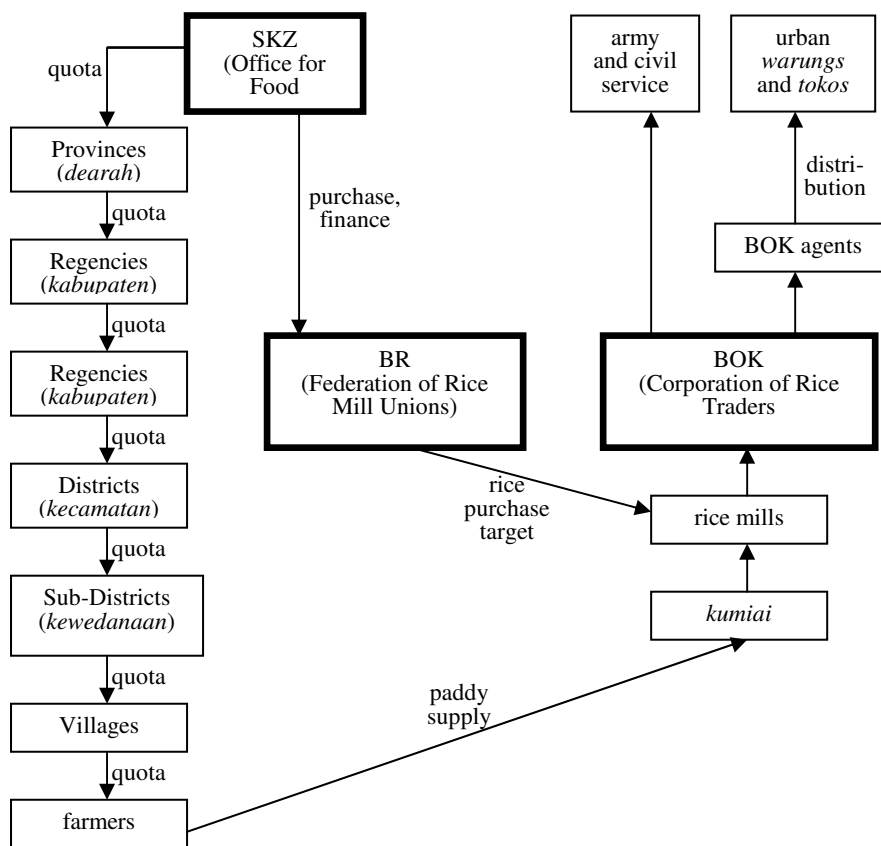 SKZ
(Office for
Food
quota
Provinces
(dearah)
quota
Regencies
(kabupaten)
quota
Regencies
(kabupaten)
quota
Districts
(kecamatan)
quota
Sub-Districts
(kewedanaan)
quota
Villages
quota
farmers
purchase,
finance
BR
(Federation of Rice
Mill Unions)
rice
purchase
target
paddy
supply
army
and civil
service
urban
warungs
and tokos
distri-
bution
BOK agents
BOK
(Corporation of Rice
Traders
rice mills
kumiai